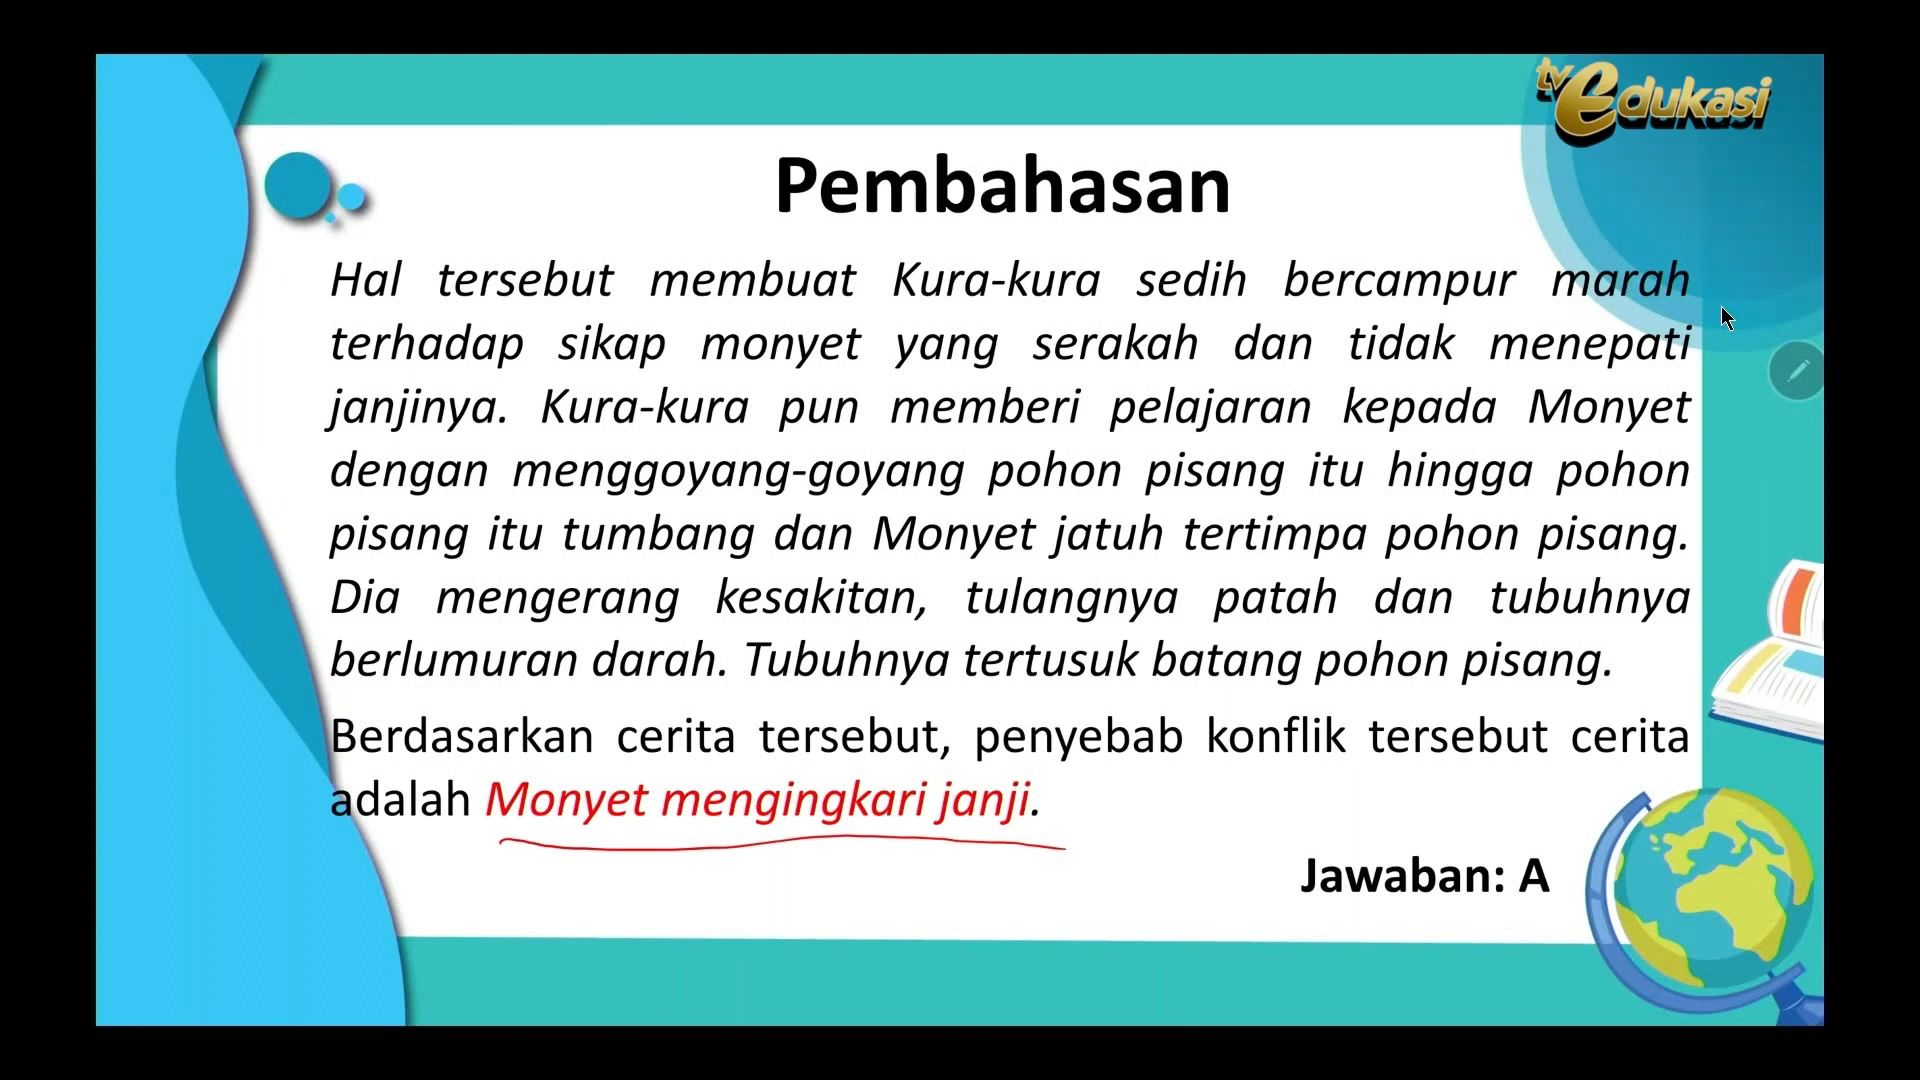 tv edukasi
Pembahasan
Hal tersebut membuat Kura-kura sedih bercampur marah
terhadap sikap monyet yang serakah dan tidak menepati
janjinya. Kura-kura pun memberi pelajaran kepada Monyet
dengan menggoyang-goyang pohon pisang itu hingga pohon
pisang itu tumbang dan Monyet jatuh tertimpa pohon pisang.
Dia mengerang kesakitan, tulangnya patah dan tubuhnya
berlumuran darah. Tubuhnya tertusuk batang pohon pisang.
Berdasarkan cerita tersebut, penyebab konflik tersebut cerita
adalah Monyet mengingkari janji.
Jawaban: A